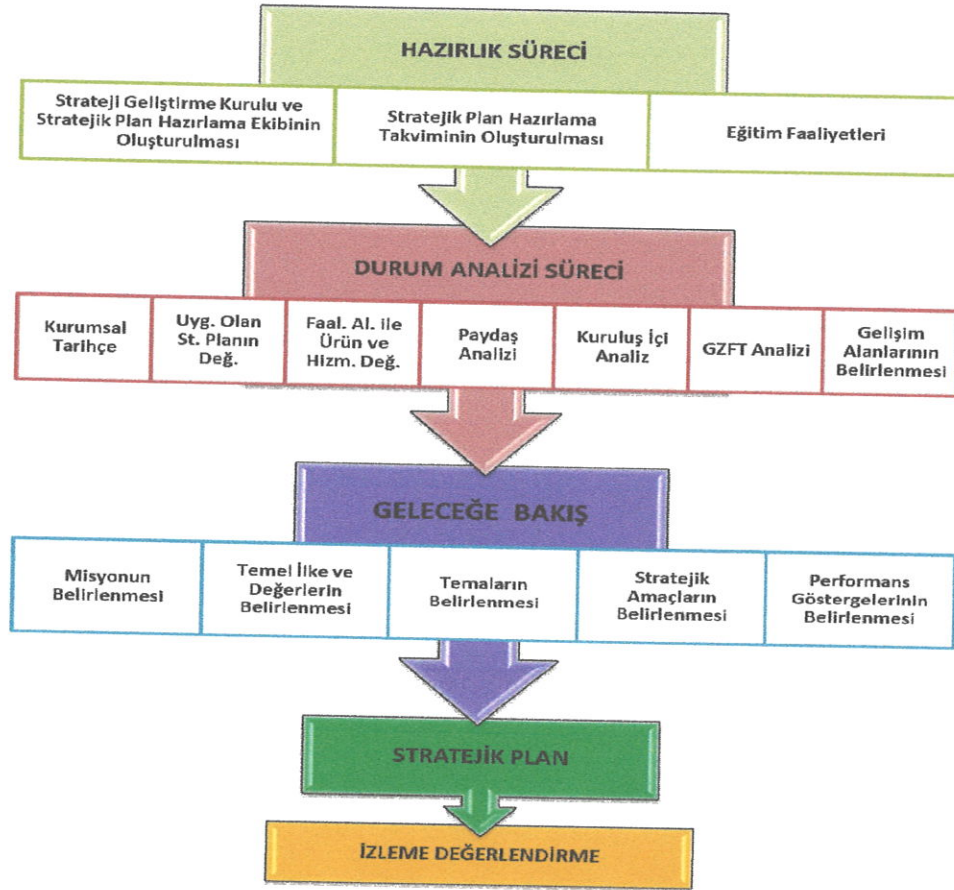 HAZIRLIK SÜRECİ
Strateji Geliştirme Kurulu ve
Stratejik Plan Hazırlama Ekibinin
Oluşturulması
Stratejik Plan Hazırlama
Takviminin Oluşturulması
Eğitim Faaliyetleri
DURUM ANALİZİ SÜRECİ
Kurumsal
Tarihçe
Uyg. Olan
St. Planın
Değ.
Faal. Al. ile
Ürün ve
Hizm. Değ.
Paydaş
Analizi
Kuruluş İçi
Analiz
GZFT Analizi
Gelişim
Alanlarının
Belirlenmesi
GELECEĞE BAKIŞ
Misyonun
Belirlenmesi
Temel İlke ve
Değerlerin
Belirlenmesi
Temaların
Belirlenmesi
Stratejik
Amaçların
Belirlenmesi
Performans
Göstergelerinin
Belirlenmesi
STRATEJİK PLAN
İZLEME DEĞERLENDİRME